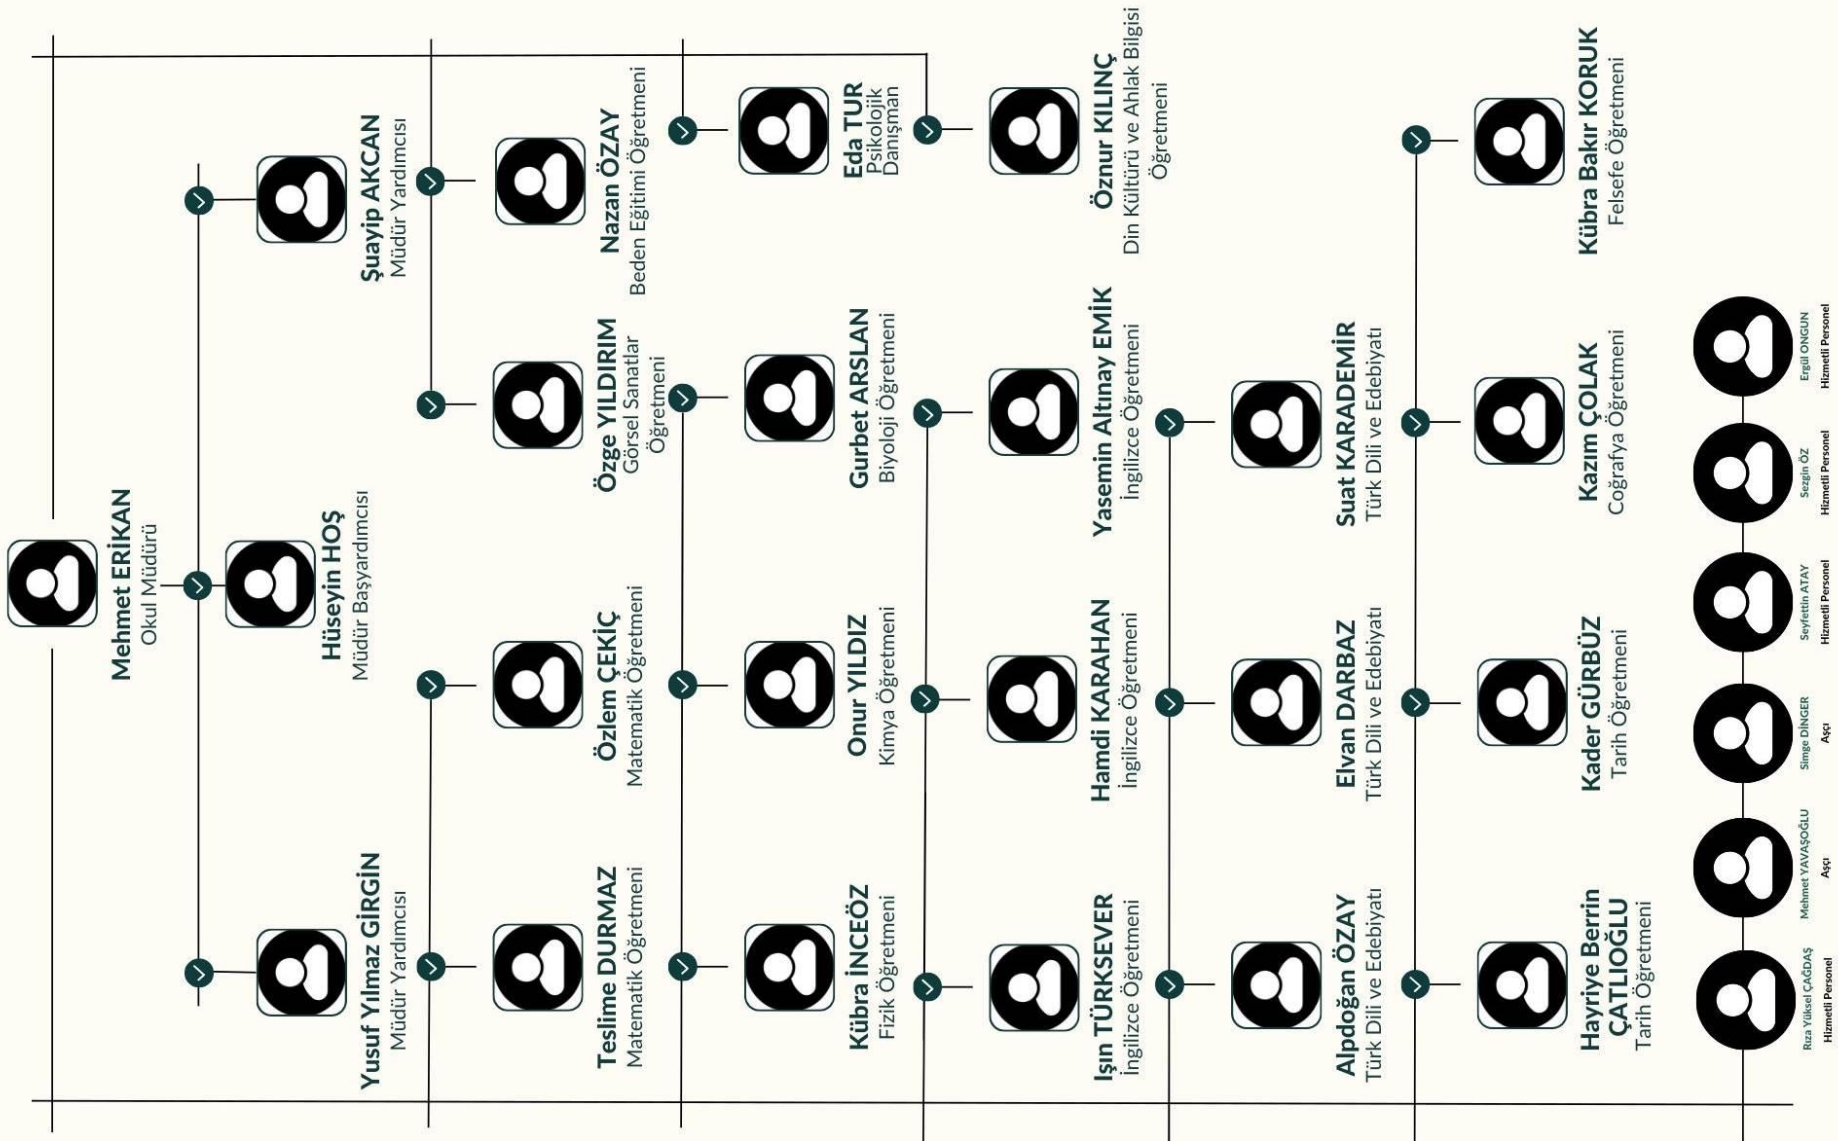 Mehmet ERİKAN
Okul Müdürü
Yusuf Yılmaz GİRGİN
Müdür Yardımcısı
Hüseyin HOŞ
Müdür Başyardımcısı
Şuayip AKCAN
Müdür Yardımcısı
Teslime DURMAZ
Matematik Öğretmeni
Özlem ÇEKİÇ
Matematik Öğretmeni
Özge YILDIRIM
Görsel Sanatlar
Öğretmeni
Nazan ÖZAY
Beden Eğitimi Öğretmeni
Kübra İNCEÖZ
Fizik Öğretmeni
Onur YILDIZ
Kimya Öğretmeni
Gurbet ARSLAN
Biyoloji Öğretmeni
Eda TUR
Psikolojik
Danışman
Işın TÜRKSEVER
İngilizce Öğretmeni
Hamdi KARAHAN
İngilizce Öğretmeni
Yasemin Altınay EMİK
İngilizce Öğretmeni
Öznur KILINÇ
Din Kültürü ve Ahlak Bilgisi
Öğretmeni
Alpdoğan ÖZAY
Türk Dili ve Edebiyatı
Elvan DARBAZ
Türk Dili ve Edebiyatı
Suat KARADEMİR
Türk Dili ve Edebiyatı
Hayriye Berrin
ÇATLIOĞLU
Tarih Öğretmeni
Kader GÜRBÜZ
Tarih Öğretmeni
Kazım ÇOLAK
Coğrafya Öğretmeni
Kübra Bakır KORUK
Felsefe Öğretmeni
Rıza Yüksel ÇAĞDAŞ
Hizmetli Personel
Mehmet YAVAŞOĞLU
Aşçı
Simge DİNGER
Aşçı
Seyfettin ATAY
Hizmetli Personel
Sezgin ÖZ
Hizmetli Personel
Ergül ONGUN
Hizmetli Personel